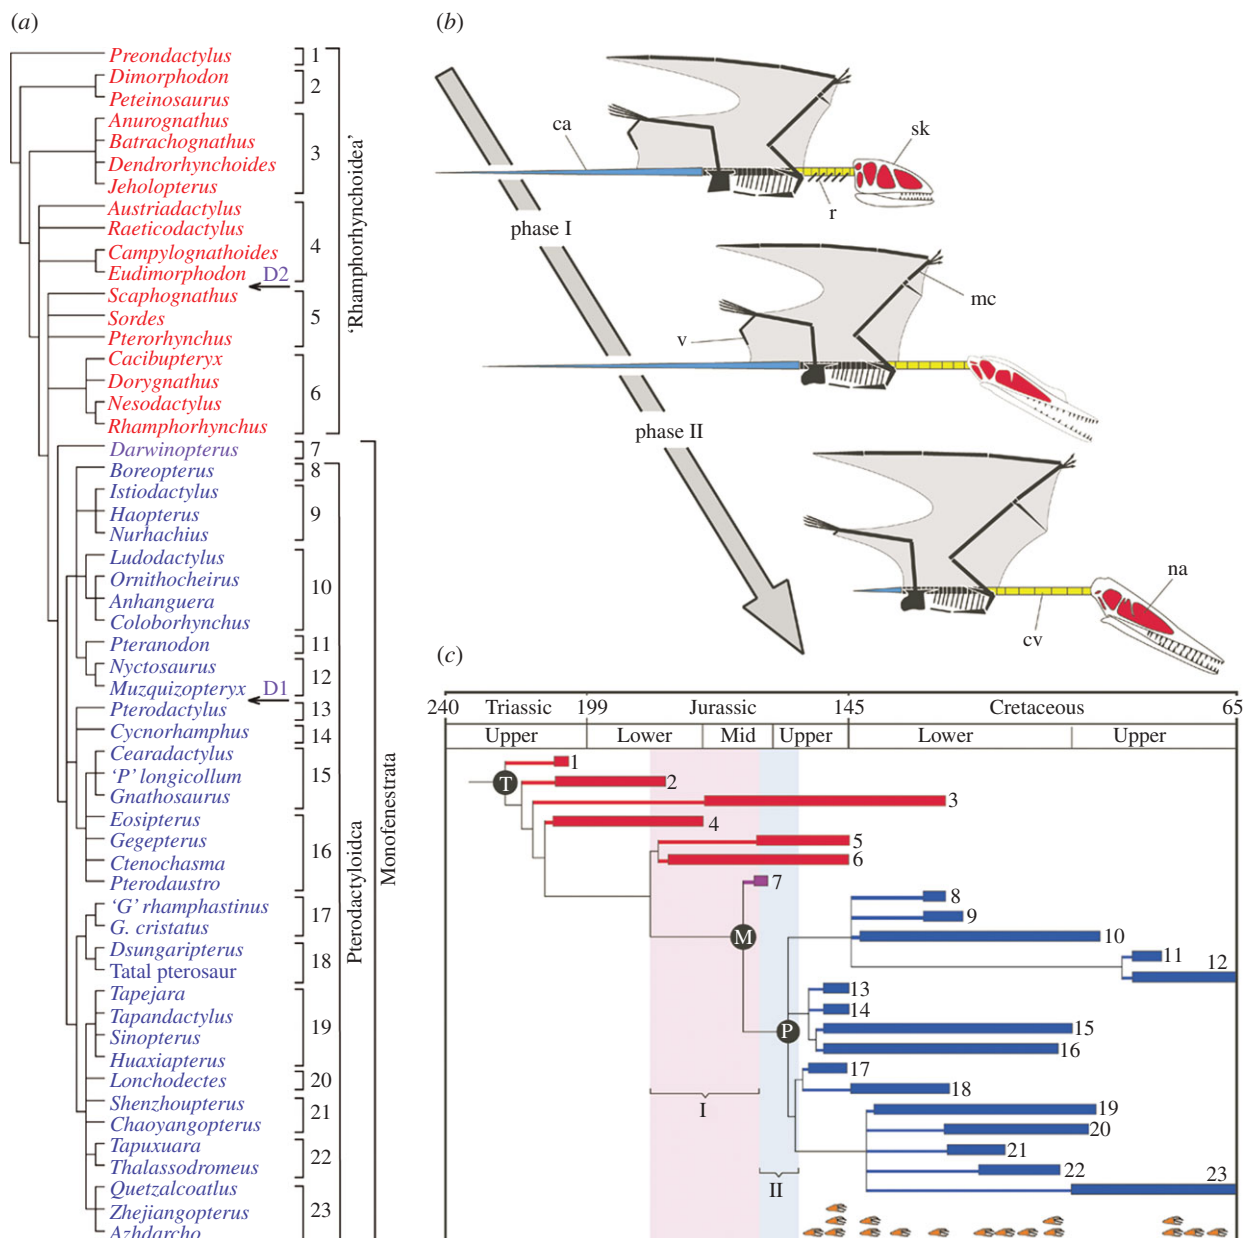 (a)
Preondactylus
1
Dimorphodon
2
Peteinosaurus
Anurognathus
Batrachognathus
3
Dendrorhynchoides
Jeholopterus
Austriadactylus
Raeticodactylus
4
Campylognathoides
Eudimorphodon
D2
Scaphognathus
Sordes
5
Pterorhynchus
Cacibupteryx
Dorygnathus
6
Nesodactylus
Rhamphorhynchus
'Rhamphorhynchoidea'
Darwinopterus
7
Boreopterus
8
Istiodactylus
Haopterus
9
Nurhachius
Ludodactylus
Ornithocheirus
10
Anhanguera
Coloborhynchus
Pteranodon
11
Nyctosaurus
12
Muzquizopteryx
D1
Pterodactylus
13
Cycnorhamphus
14
Cearadactylus
'P' longicollum
15
Gnathosaurus
Eosipterus
Gegepterus
16
Ctenochasma
Pterodaustro
'G' rhamphastinus
17
G. cristatus
Dsungaripterus
18
Tatal pterosaur
Tapejara
Tapandactylus
19
Sinopterus
Huaxiapterus
Lonchodectes
20
Shenzhoupterus
21
Chaoyangopterus
Tapuxuara
22
Thalassodromeus
Quetzalcoatlus
Zhejiangopterus
23
Azhdarcho
Pterodactyloidca
Monofenestrata
(b)
ca
sk
r
phase I
mc
v
phase II
na
cv
(c)
240
Triassic
199
Jurassic
145
Cretaceous
65
Upper
Lower
Mid
Upper
Lower
Upper
1
T
2
3
4
5
6
7
8
9
M
10
11
12
13
14
P
15
16
17
18
19
I
20
21
22
II
23